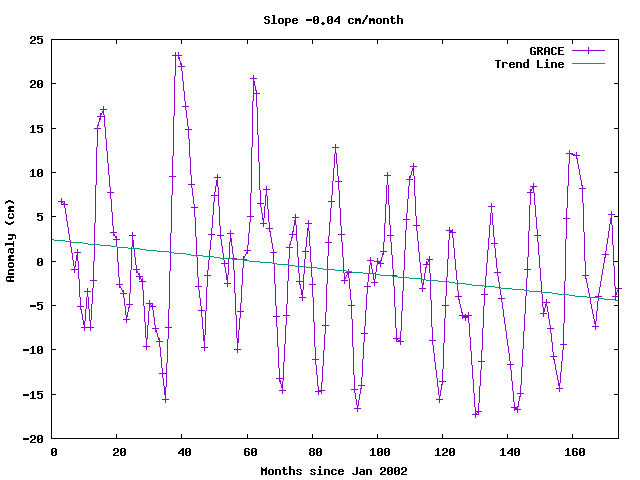 Slope -0.04 cm/month
GRACE
Trend Line
25
20
15
10
5
0
-5
-10
-15
-20
Anomaly (cm)
0 20 40 60 80 100 120 140 160
Months since Jan 2002